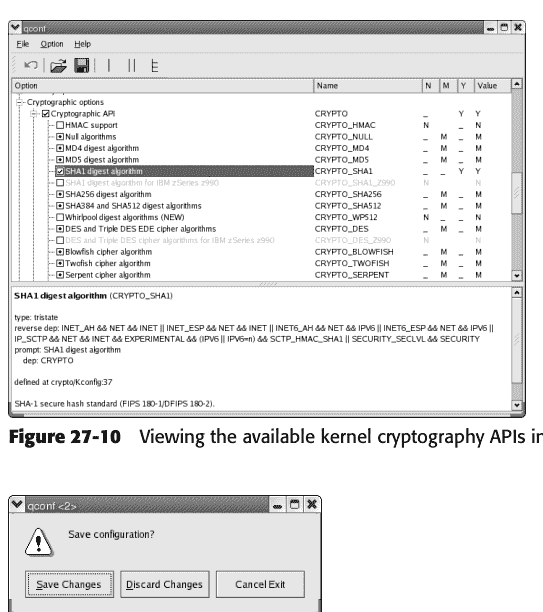 qconf
File Option Help
Option Name N M Y Value
Cryptographic options
Cryptographic API CRYPTO _ Y Y
HMAC support CRYPTO_HMAC N _ N
Null algorithms CRYPTO_NULL _ M _ M
MD4 digest algorithm CRYPTO_MD4 _ M _ M
MD5 digest algorithm CRYPTO_MD5 _ M _ M
SHA1 digest algorithm CRYPTO_SHA1 _ _ Y Y
SHA1 digest algorithm for IBM zSeries z990 CRYPTO_SHA1_Z990 N N
SHA256 digest algorithm CRYPTO_SHA256 _ M _ M
SHA384 and SHA512 digest algorithms CRYPTO_SHA512 _ M _ M
Whirlpool digest algorithms (NEW) CRYPTO_WP512 N _ _ N
DES and Triple DES EDE cipher algorithms CRYPTO_DES _ M _ M
DES and Triple DES cipher algorithms for IBM zSeries z990 CRYPTO_DES_Z990 N N
Blowfish cipher algorithm CRYPTO_BLOWFISH _ M _ M
Twofish cipher algorithm CRYPTO_TWOFISH _ M _ M
Serpent cipher algorithm CRYPTO_SERPENT _ M _ M
SHA1 digest algorithm (CRYPTO_SHA1)
type: tristate
reverse dep: INET_AH && NET && INET || INET_ESP && NET && INET || INET6_AH && NET && IPV6 || INET6_ESP && NET && IPV6 ||
IP_SCTP && NET && INET && EXPERIMENTAL && (IPV6 || IPV6=n) && SCTP_HMAC_SHA1 || SECURITY_SECLVL && SECURITY
prompt: SHA1 digest algorithm
dep: CRYPTO
defined at crypto/Kconfig:37
SHA-1 secure hash standard (FIPS 180-1/DFIPS 180-2).
Figure 27-10 Viewing the available kernel cryptography APIs in
qconf <2>
Save configuration?
Save Changes Discard Changes Cancel Exit